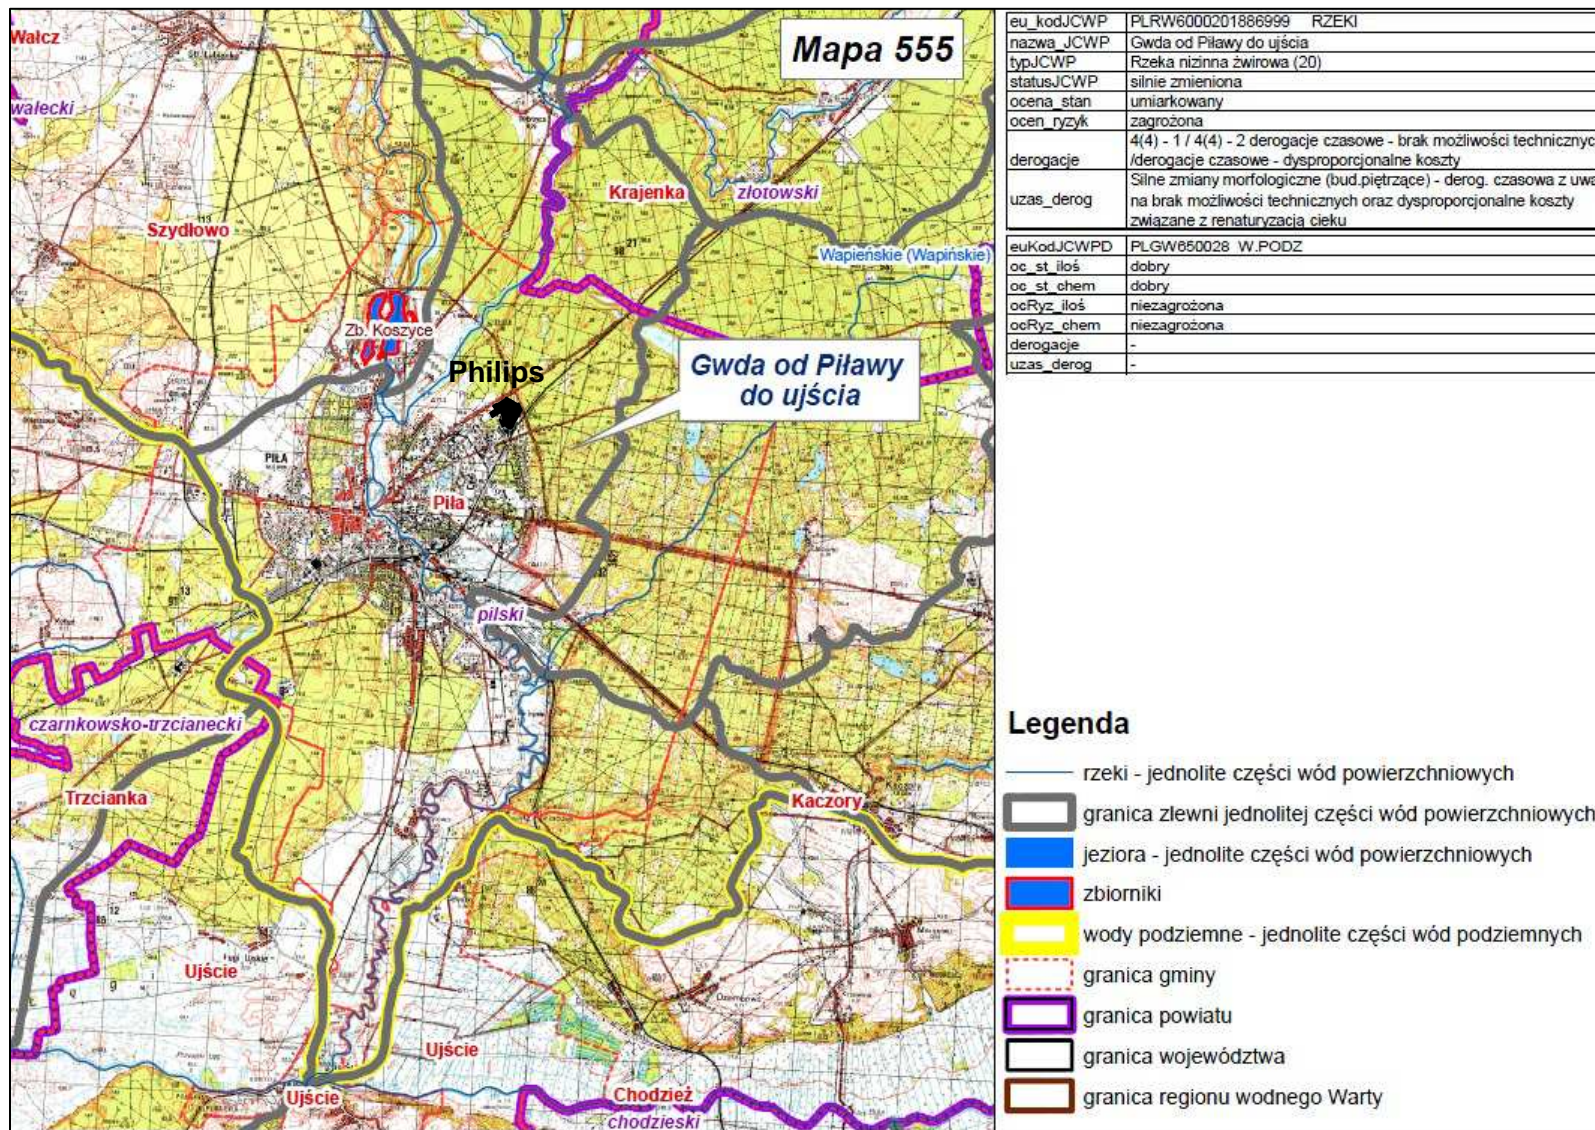 Mapa 555
Wałcz
wałecki
Szydłowo
Krajenka
złotowski
Wapieńskie (Wapińskie)
Zb. Koszyce
Philips
Gwda od Piławy
do ujścia
PIŁA
Piła
pilski
czarnkowsko-trzcianecki
Trzcianka
Kaczory
Ujście
Ujście
Ujście
Chodzież
chodzieski
eu_kodJCWP PLRW6000201886999 RZEKI
nazwa_JCWP Gwda od Piławy do ujścia
typJCWP Rzeka nizinna żwirowa (20)
statusJCWP silnie zmieniona
ocena_stan umiarkowany
ocen_ryzyk zagrożona
derogacje 4(4) - 1 / 4(4) - 2 derogacje czasowe - brak możliwości technicznyc
/derogacje czasowe - dysproporcjonalne koszty
uzas_derog Silne zmiany morfologiczne (bud.piętrzące) - derog. czasowa z uwa
na brak możliwości technicznych oraz dysproporcjonalne koszty
związane z renaturyzacją cieku
euKodJCWPD PLGW650028 W.PODZ
oc_st_iloś dobry
oc_st_chem dobry
ocRyz_iloś niezagrożona
ocRyz_chem niezagrożona
derogacje -
uzas_derog -
Legenda
rzeki - jednolite części wód powierzchniowych
granica zlewni jednolitej części wód powierzchniowych
jeziora - jednolite części wód powierzchniowych
zbiorniki
wody podziemne - jednolite części wód podziemnych
granica gminy
granica powiatu
granica województwa
granica regionu wodnego Warty